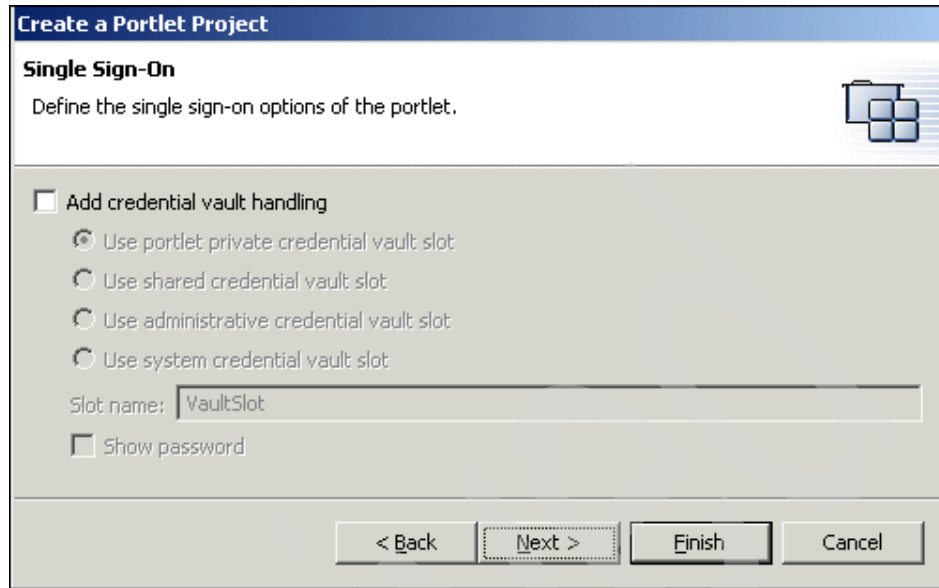 Create a Portlet Project
Single Sign-On
Define the single sign-on options of the portlet.
Add credential vault handling
Use portlet private credential vault slot
Use shared credential vault slot
Use administrative credential vault slot
Use system credential vault slot
Slot name: VaultSlot
Show password
< Back Next > Finish Cancel